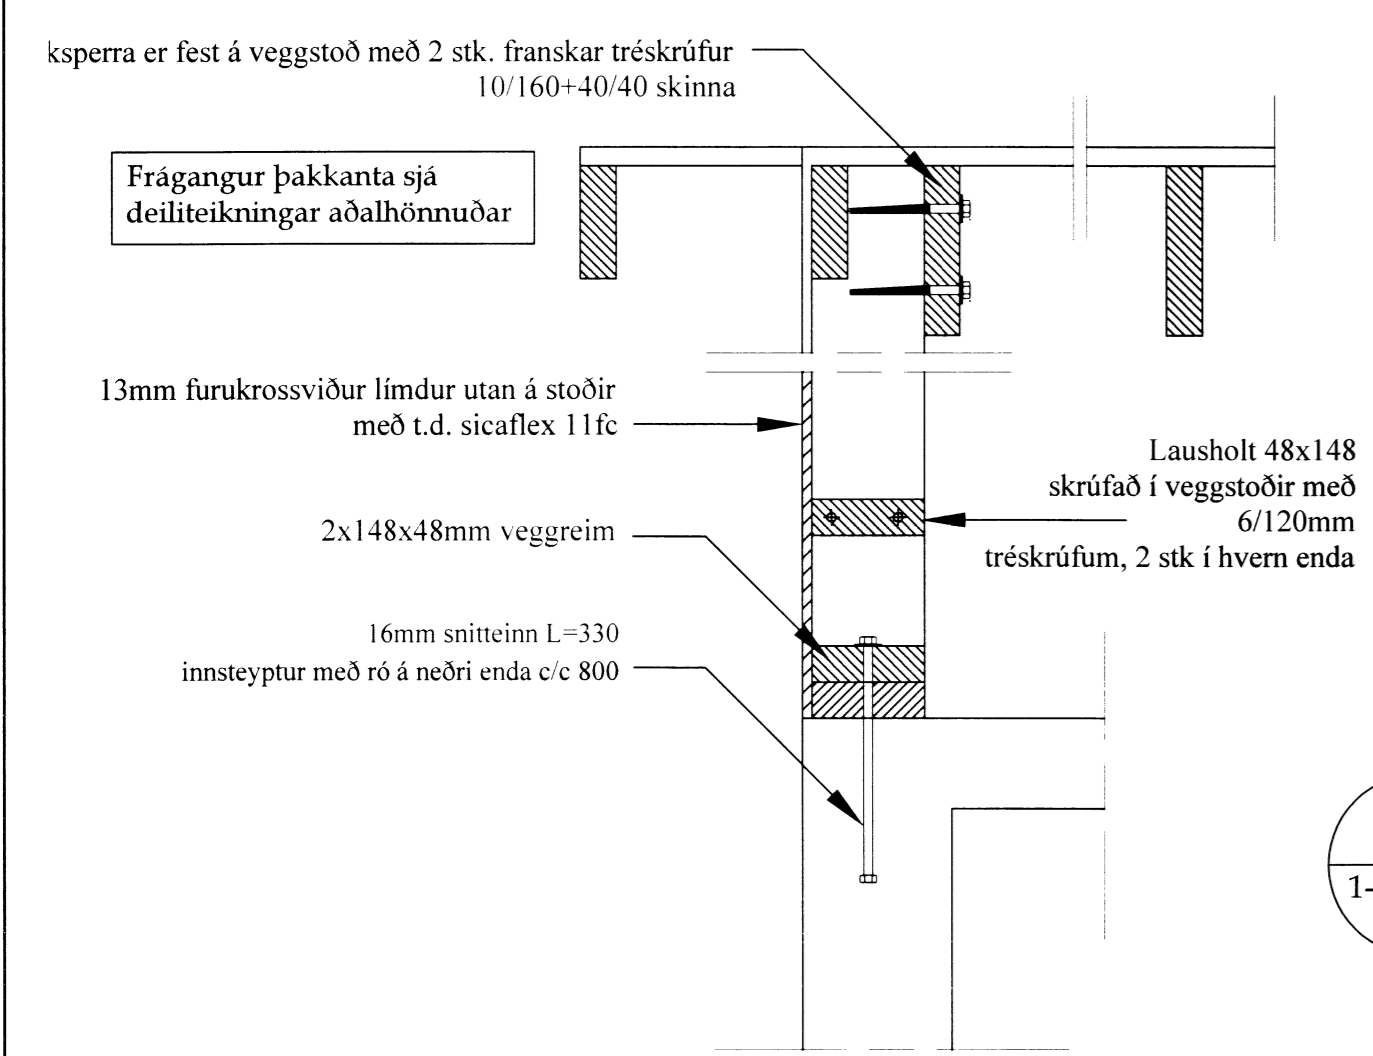 ksperra er fest á veggstoð með 2 stk. franskar tréskrúfur
10/160+40/40 skinna
Frágangur þakkanta sjá
deiliteikningar aðalhönnuðar
13mm furukrossviður límdur utan á stoðir
með t.d. sicaflex 11fc
Lausholt 48x148
skrúfað í veggstoðir með
6/120mm
tréskrúfum, 2 stk í hvern enda
2x148x48mm veggreim
16mm snitteinn L=330
innsteyptur með ró á neðri enda c/c 800
1-